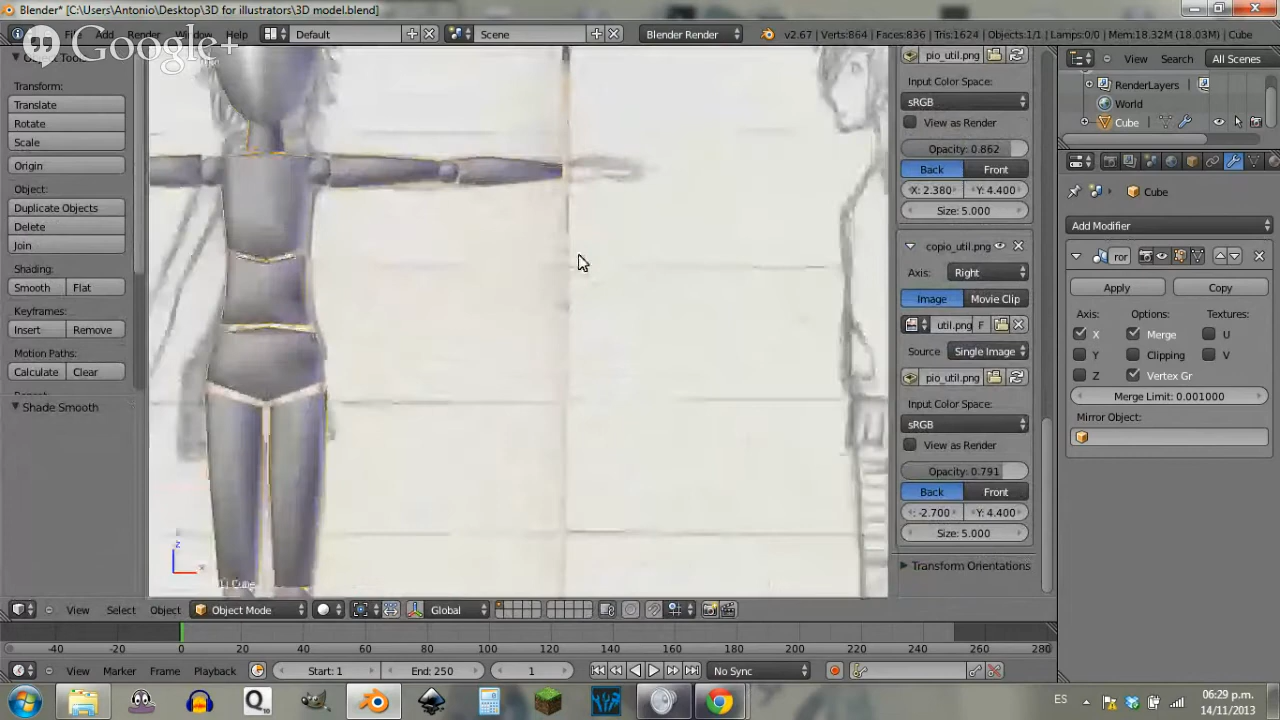 Blender* [C:\Users\Antonio\Desktop\3D for illustrators\3D model.blend]
File Add Render Window Help Default Scene Blender Render v2.67 | Verts:864 | Faces:836 | Tris:1624 | Objects:1/1 | Lamps:0/0 | Mem:18.32M (18.03M) | Cube
Google+
Object Tools
Transform:
Translate
Rotate
Scale
Origin
Object:
Duplicate Objects
Delete
Join
Shading:
Smooth Flat
Keyframes:
Insert Remove
Motion Paths:
Calculate Clear
Shade Smooth
(1) Cube
pio_util.png
Input Color Space:
sRGB
View as Render
Opacity: 0.862
Back Front
X: 2.380 Y: 4.400
Size: 5.000
copio_util.png
Axis: Right
Image Movie Clip
util.png F
Source Single Image
pio_util.png
Input Color Space:
sRGB
View as Render
Opacity: 0.791
Back Front
: -2.700 Y: 4.400
Size: 5.000
Transform Orientations
View Search All Scenes
RenderLayers
World
Cube
Cube
Add Modifier
ror
Apply Copy
Axis: Options: Textures:
X Merge U
Y Clipping V
Z Vertex Gr
Merge Limit: 0.001000
Mirror Object:
View Select Object Object Mode Global
-40 -20 0 20 40 60 80 100 120 140 160 180 200 220 240 260 280
View Marker Frame Playback Start: 1 End: 250 1 No Sync
ES 06:29 p.m.
14/11/2013